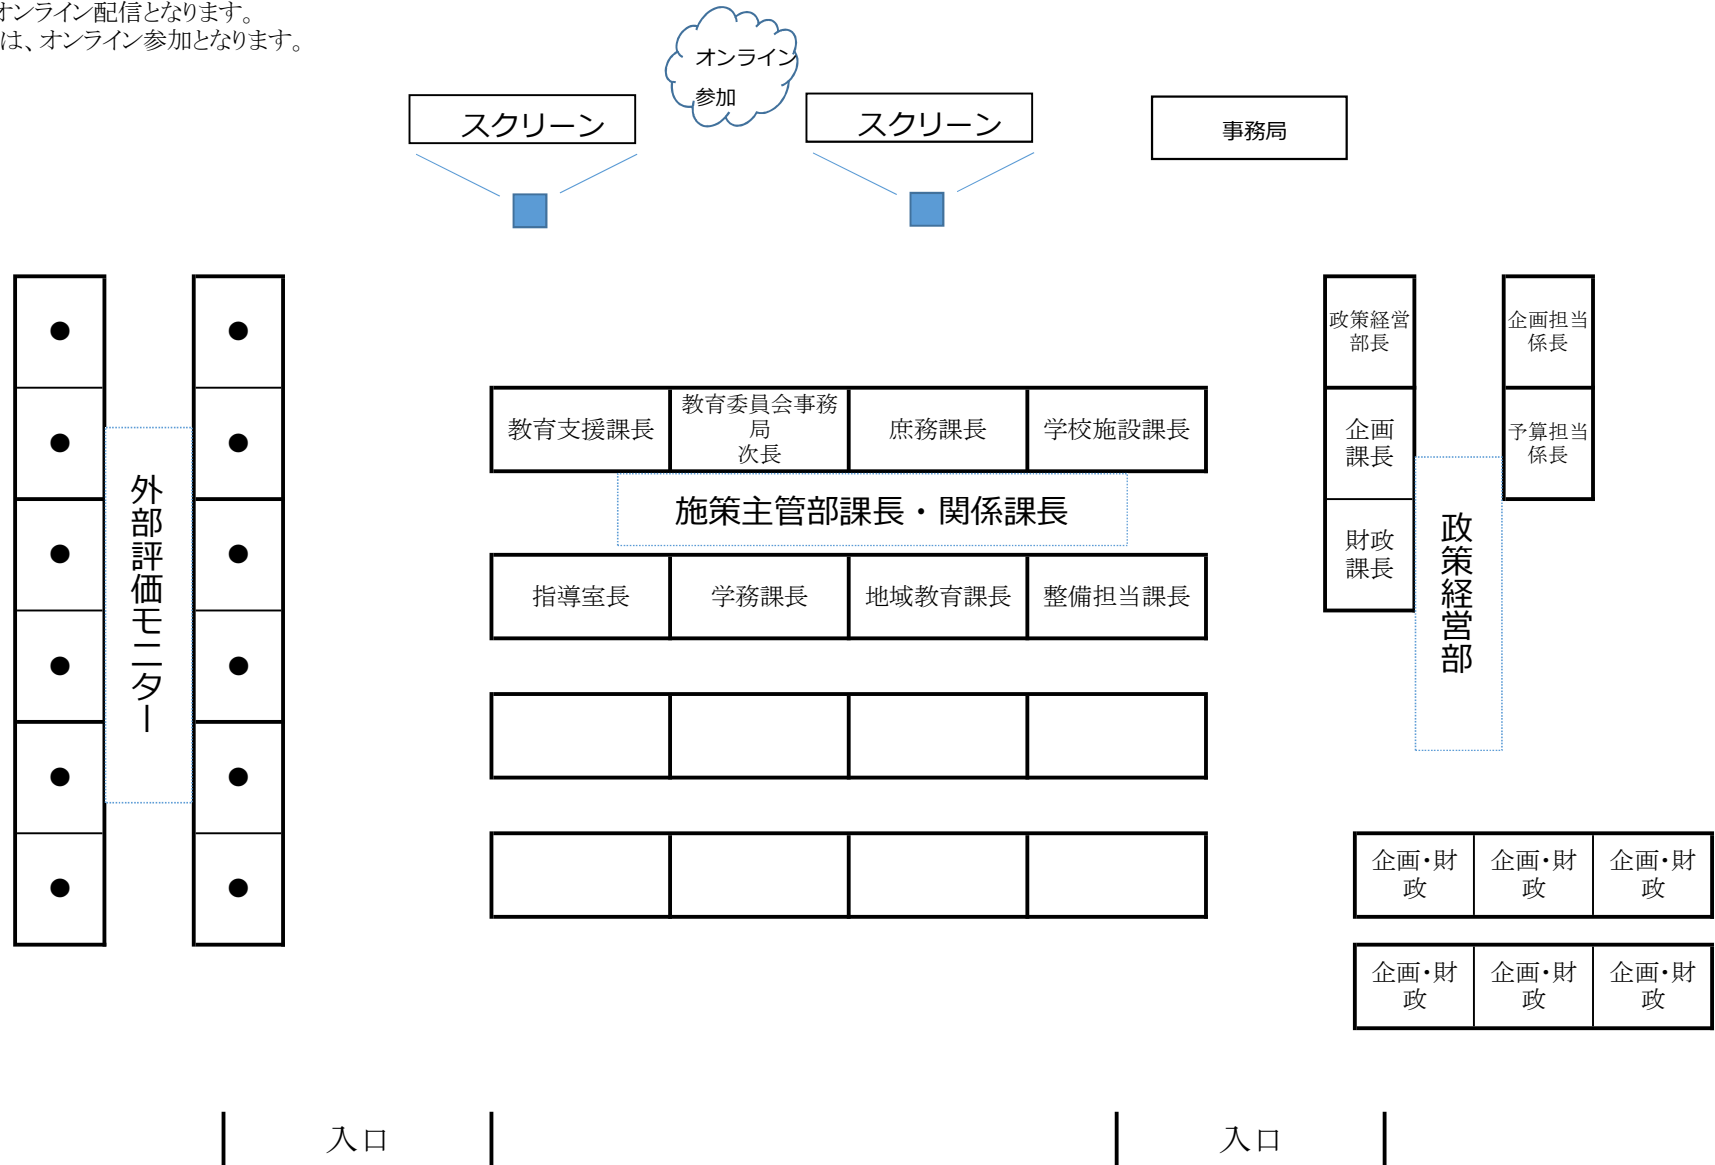 オンライン配信となります。
は、オンライン参加となります。
オンライン
参加
スクリーン
スクリーン
事務局
●
●
●
●
●
●
外部評価モニター
●
●
●
●
●
●
教育支援課長
教育委員会事務
局
次長
庶務課長
学校施設課長
施策主管部課長・関係課長
指導室長
学務課長
地域教育課長
整備担当課長
政策経営
部長
企画
課長
財政
課長
政策経営部
企画担当
係長
予算担当
係長
企画・財
政
企画・財
政
企画・財
政
企画・財
政
企画・財
政
企画・財
政
入口
入口